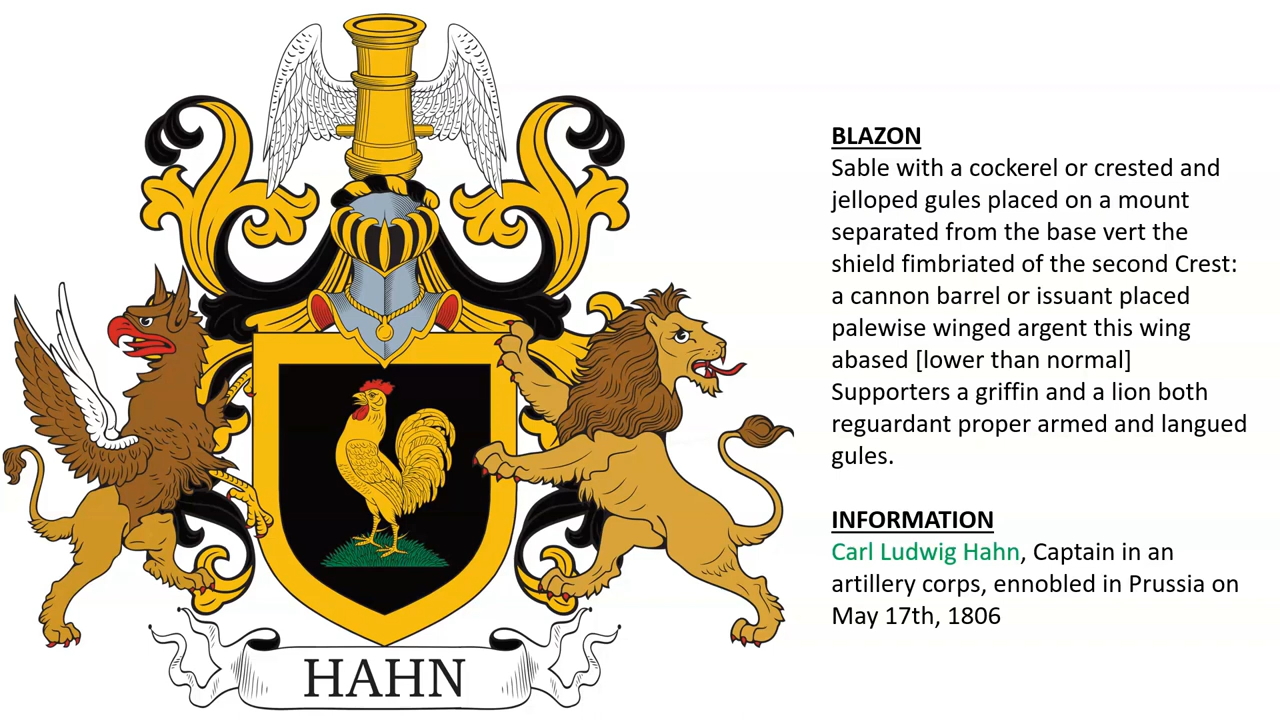 BLAZON
Sable with a cockerel or crested and
jelloped gules placed on a mount
separated from the base vert the
shield fimbriated of the second Crest:
a cannon barrel or issuant placed
palewise winged argent this wing
abased [lower than normal]
Supporters a griffin and a lion both
reguardant proper armed and langued
gules.
INFORMATION
Carl Ludwig Hahn, Captain in an
artillery corps, ennobled in Prussia on
May 17th, 1806
HAHN